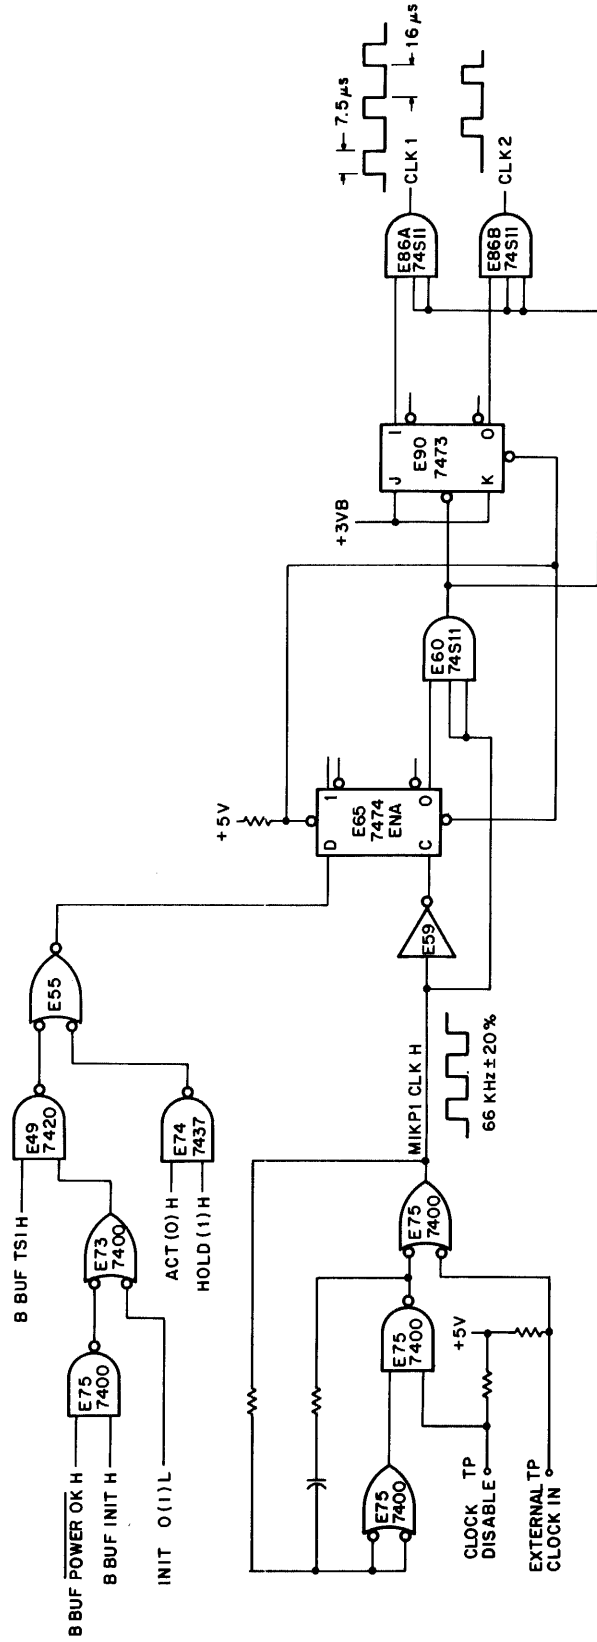 B BUF TSI H
E49
7420
E55
B BUF POWER OK H
E75
7400
E73
7400
B BUF INIT H
INIT 0(1)L
ACT (0) H
HOLD (1) H
E74
7437
+5V
D
1
E65
7474
ENA
C
0
+3VB
J
1
E90
7473
K
0
E86A
74S11
CLK 1
7.5 µs
16 µs
E86B
74S11
CLK2
E60
74S11
E59
MIKP1 CLK H
66 KHz ± 20%
E75
7400
E75
7400
E75
7400
+5V
CLOCK TP
DISABLE
EXTERNAL TP
CLOCK IN